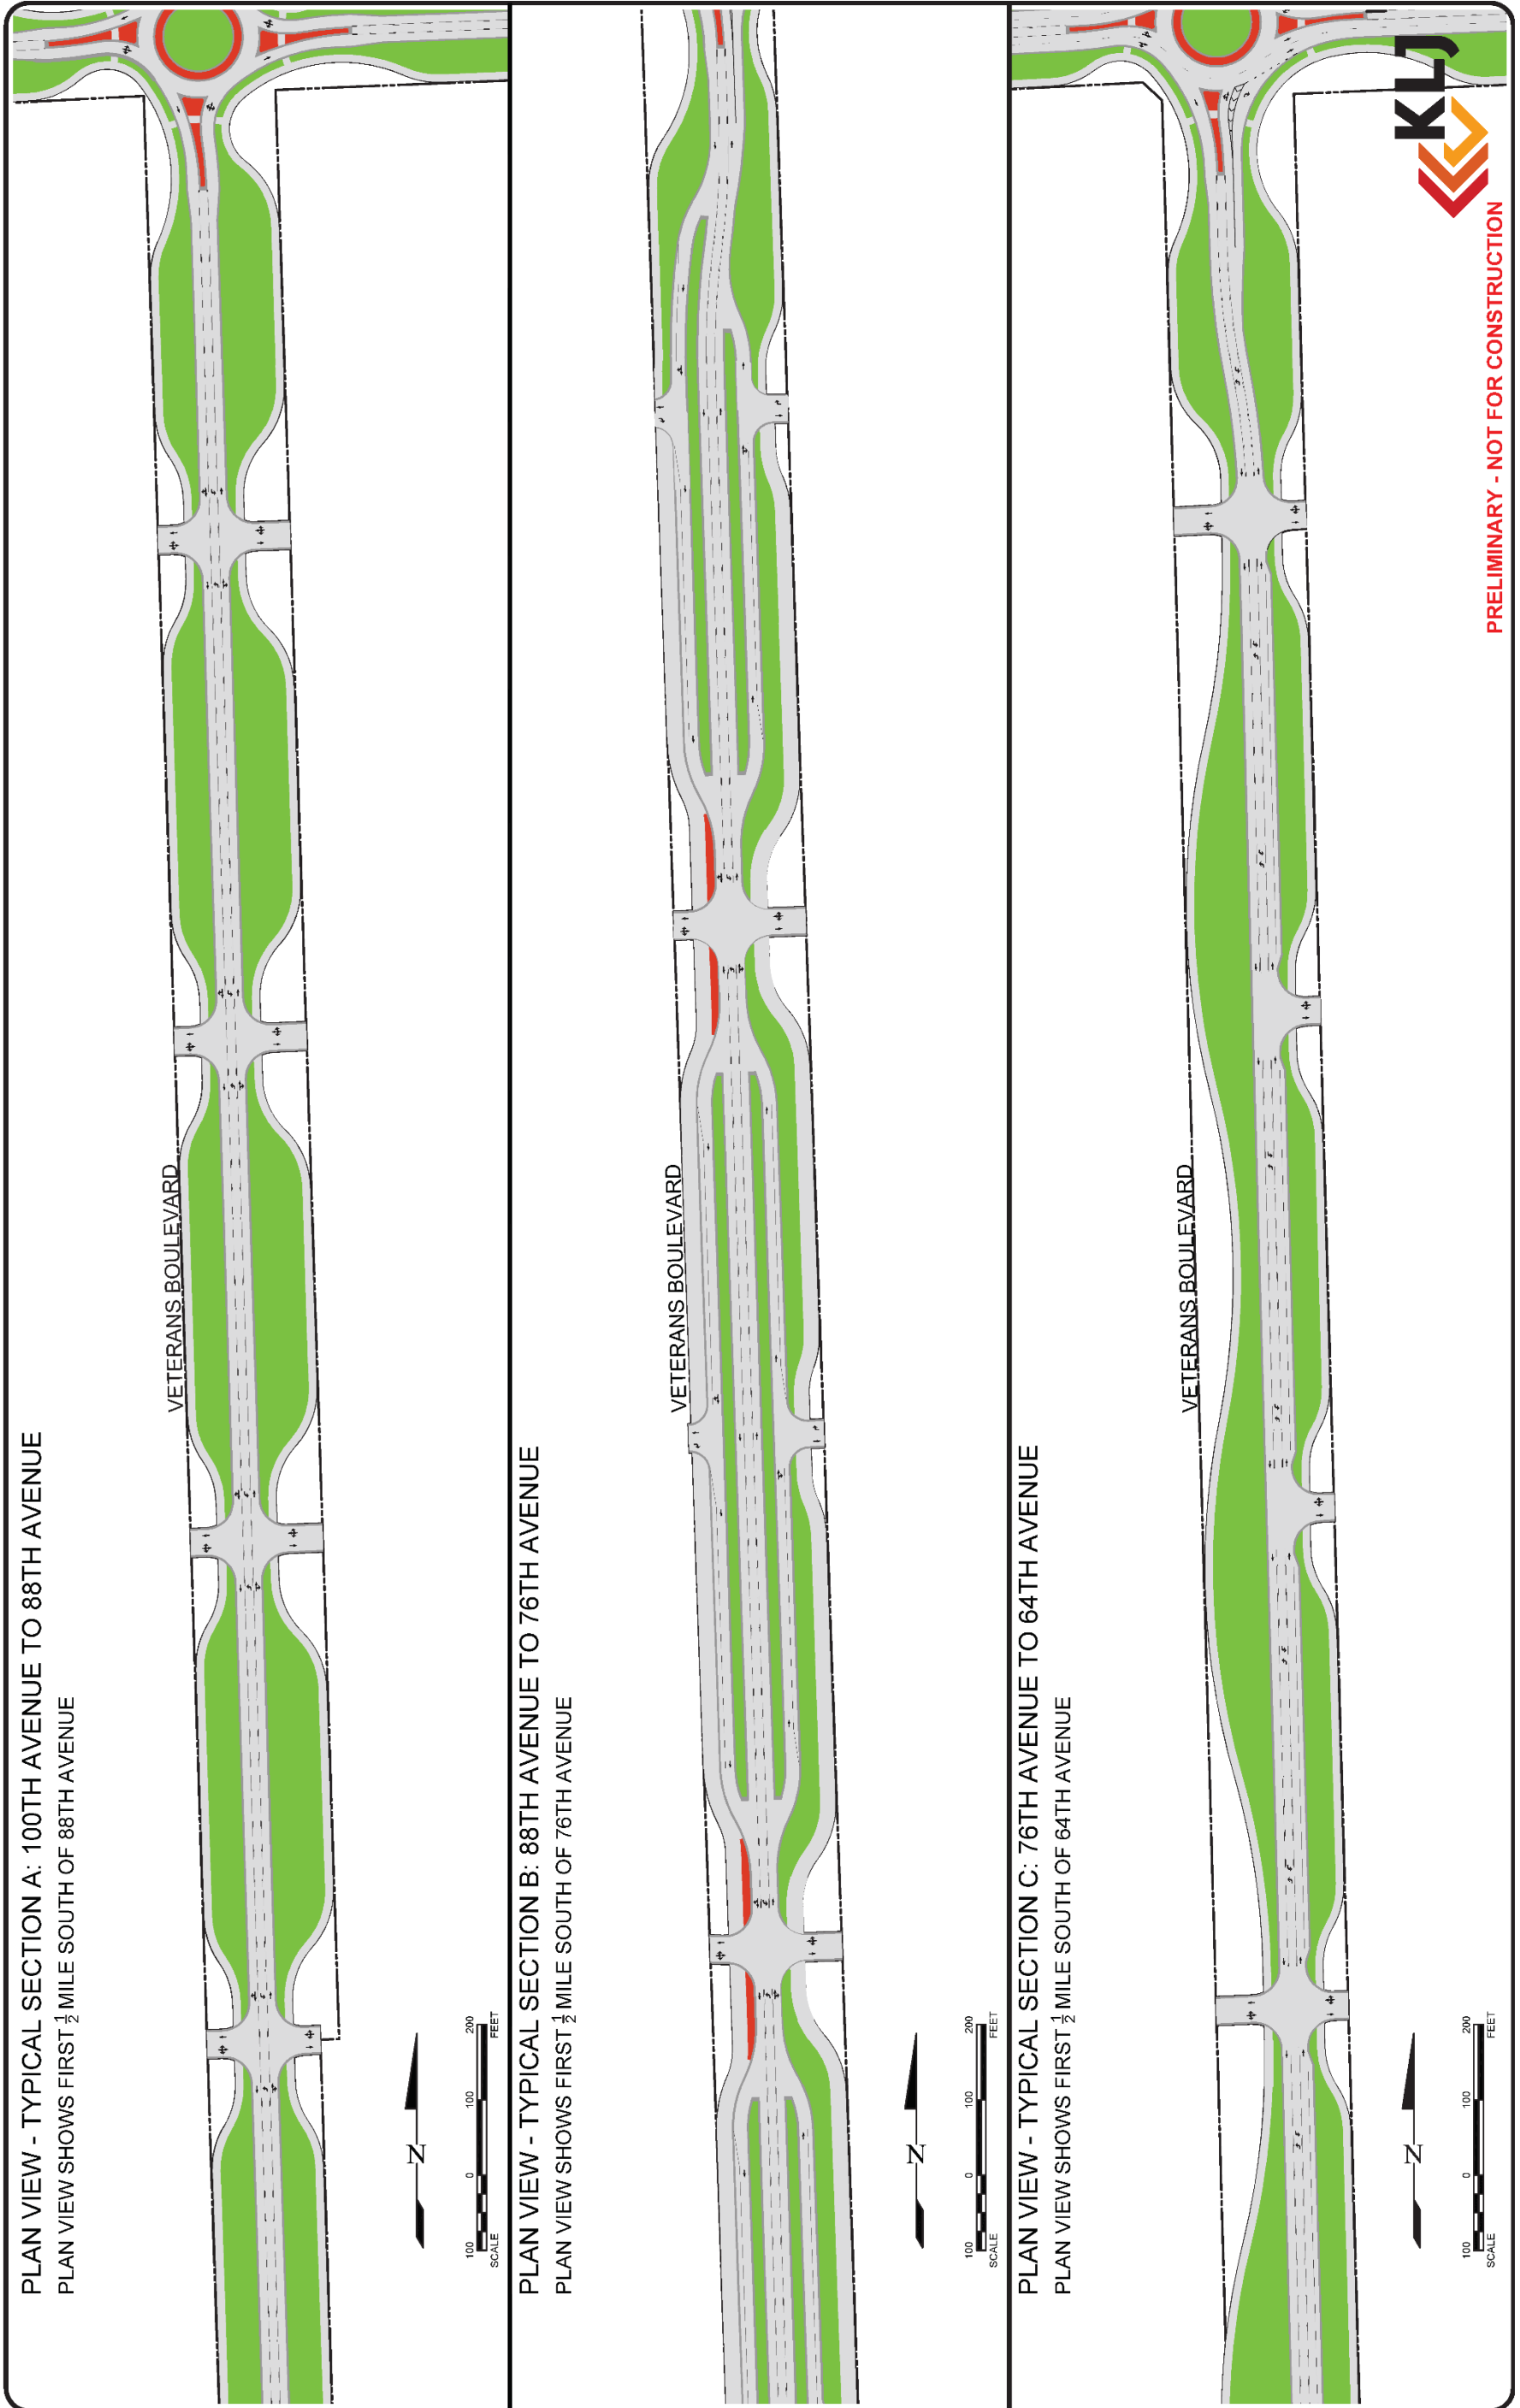 PLAN VIEW - TYPICAL SECTION A: 100TH AVENUE TO 88TH AVENUE
PLAN VIEW SHOWS FIRST 1/2 MILE SOUTH OF 88TH AVENUE
VETERANS BOULEVARD
N
100 0 100 200
SCALE FEET
PLAN VIEW - TYPICAL SECTION B: 88TH AVENUE TO 76TH AVENUE
PLAN VIEW SHOWS FIRST 1/2 MILE SOUTH OF 76TH AVENUE
VETERANS BOULEVARD
N
100 0 100 200
SCALE FEET
PLAN VIEW - TYPICAL SECTION C: 76TH AVENUE TO 64TH AVENUE
PLAN VIEW SHOWS FIRST 1/2 MILE SOUTH OF 64TH AVENUE
VETERANS BOULEVARD
N
100 0 100 200
SCALE FEET
KLJ
PRELIMINARY - NOT FOR CONSTRUCTION